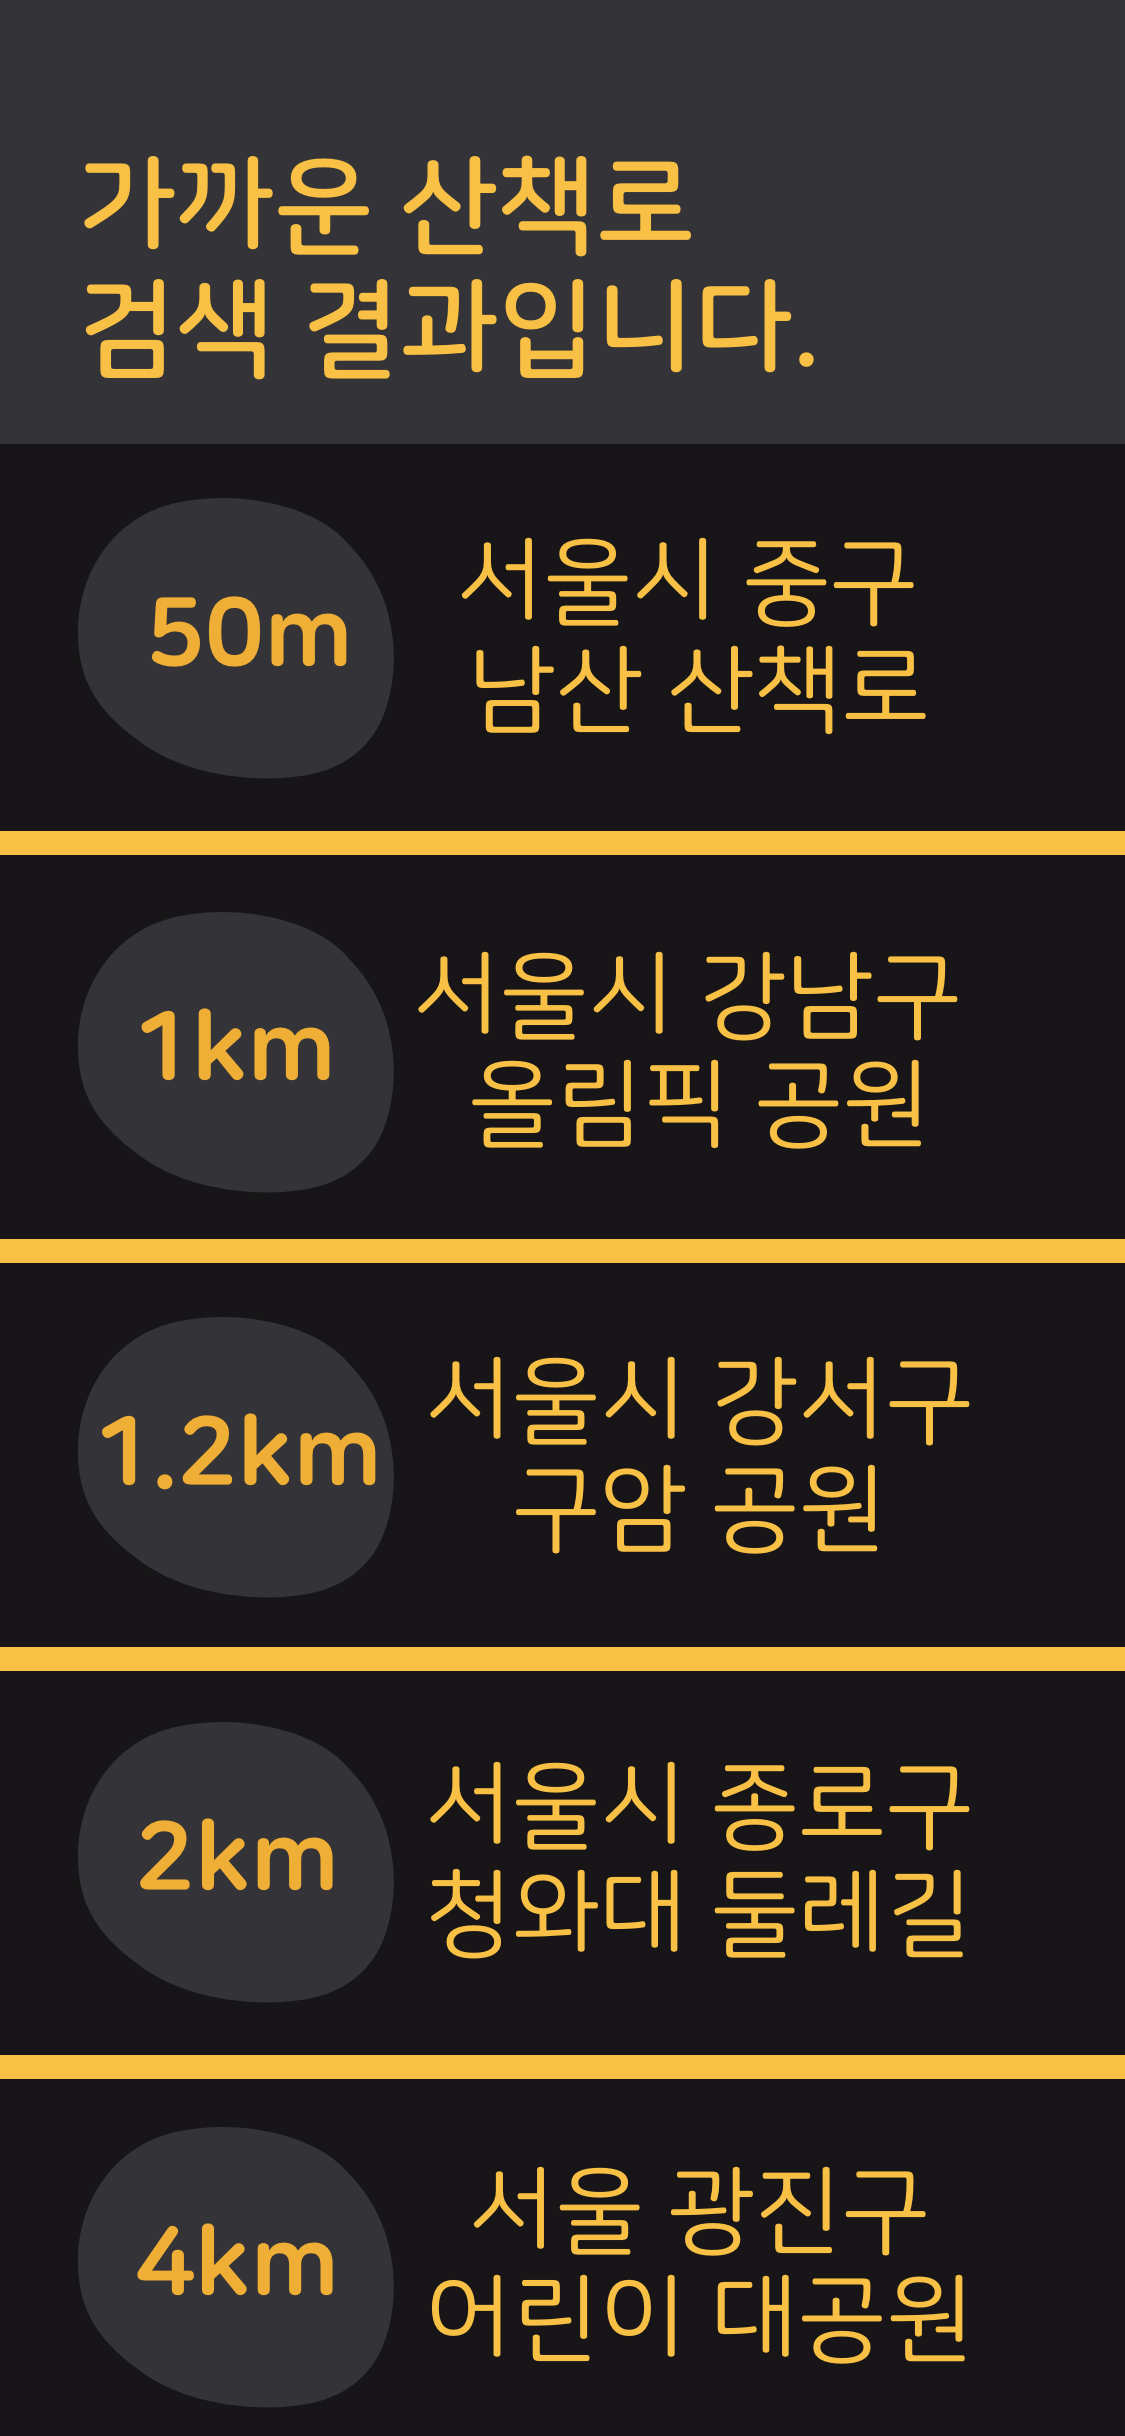 가까운 산책로
검색 결과입니다.
50m
서울시 중구
남산 산책로
1km
서울시 강남구
올림픽 공원
1.2km
서울시 강서구
구암 공원
2km
서울시 종로구
청와대 둘레길
4km
서울 광진구
어린이 대공원